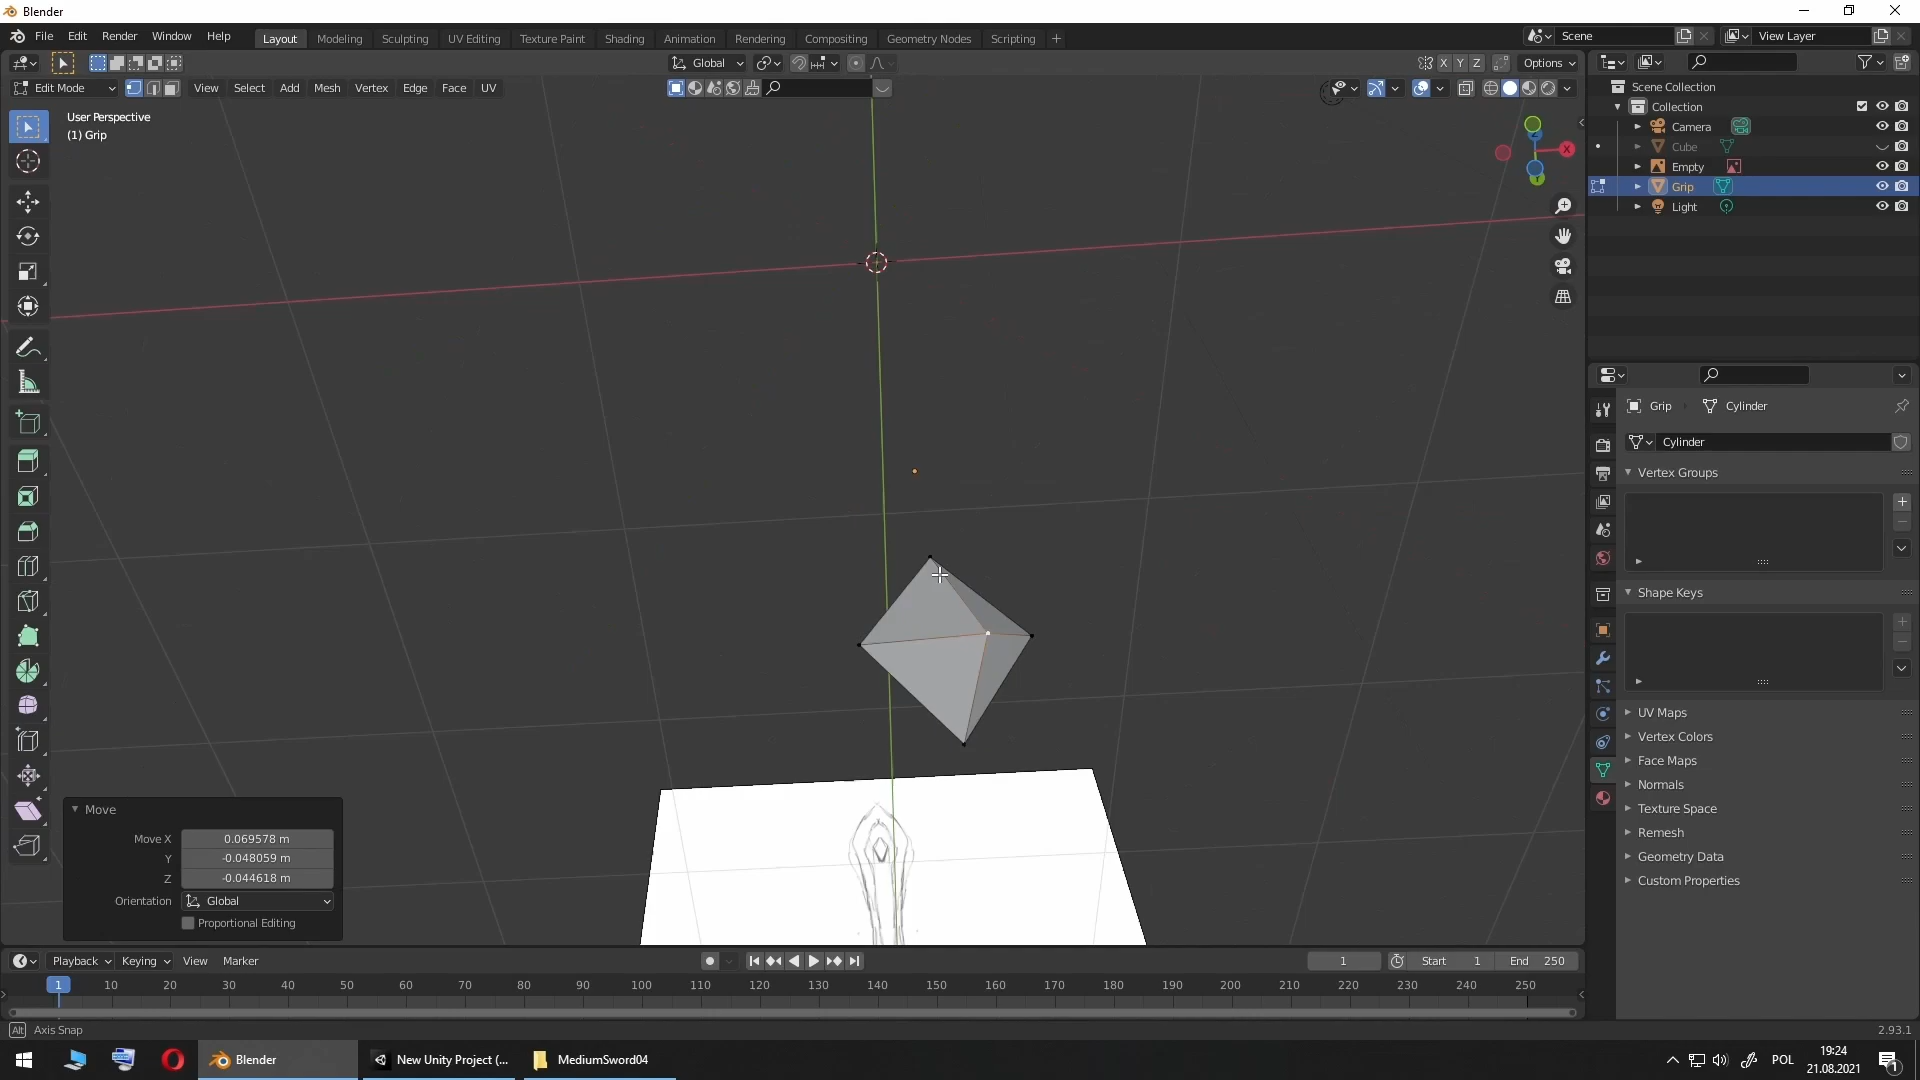 Blender
File Edit Render Window Help
Layout Modeling Sculpting UV Editing Texture Paint Shading Animation Rendering Compositing Geometry Nodes Scripting +
Scene
View Layer
Global
X Y Z
Options
Edit Mode
View Select Add Mesh Vertex Edge Face UV
User Perspective
(1) Grip
X
Scene Collection
Collection
Camera
Cube
Empty
Grip
Light
Grip
Cylinder
Cylinder
Vertex Groups
Shape Keys
UV Maps
Vertex Colors
Face Maps
Normals
Texture Space
Remesh
Geometry Data
Custom Properties
Move
Move X 0.069578 m
Y -0.048059 m
Z -0.044618 m
Orientation Global
Proportional Editing
Playback Keying View Marker
1
Start 1
End 250
1 10 20 30 40 50 60 70 80 90 100 110 120 130 140 150 160 170 180 190 200 210 220 230 240 250
Alt Axis Snap
2.93.1
Blender
New Unity Project (...
MediumSword04
POL
19:24
21.08.2021
1